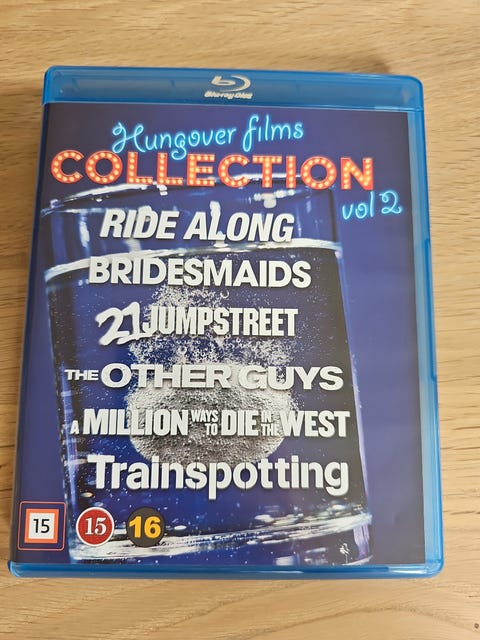 Blu-ray Disc
Hungover films
COLLECTION
vol 2
RIDE ALONG
BRIDESMAIDS
21 JUMPSTREET
THE OTHER GUYS
A MILLION WAYS TO DIE IN THE WEST
Trainspotting
15 15 16